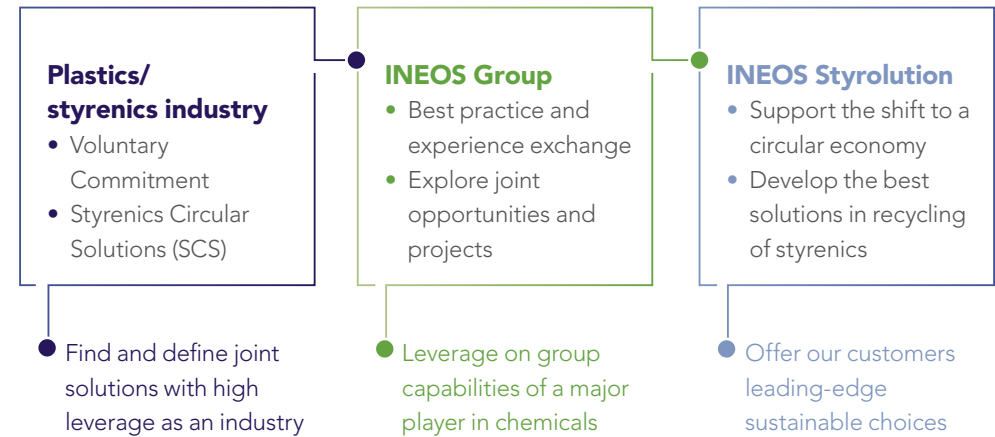 Plastics/
styrenics industry
• Voluntary
Commitment
• Styrenics Circular
Solutions (SCS)
Find and define joint
solutions with high
leverage as an industry
INEOS Group
• Best practice and
experience exchange
• Explore joint
opportunities and
projects
Leverage on group
capabilities of a major
player in chemicals
INEOS Styrolution
• Support the shift to a
circular economy
• Develop the best
solutions in recycling
of styrenics
Offer our customers
leading-edge
sustainable choices